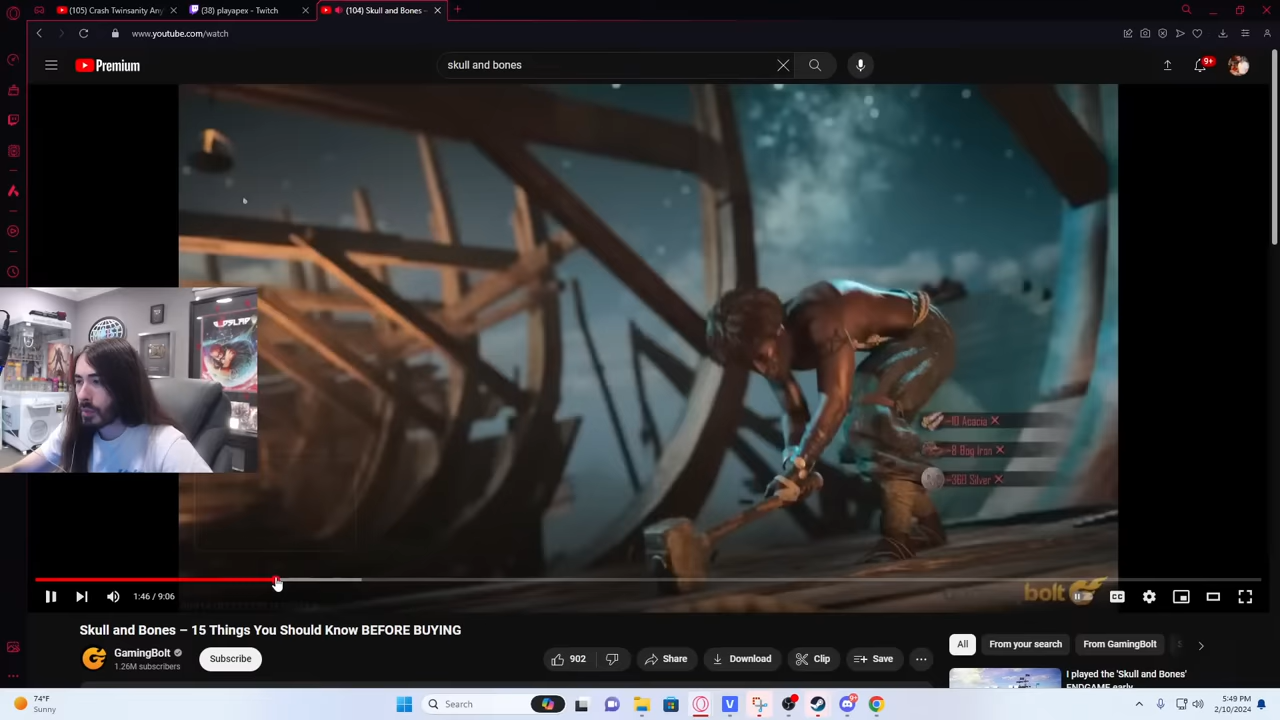 (105) Crash Twinsanity Any
(38) playapex - Twitch
(104) Skull and Bones -
www.youtube.com/watch
Premium
skull and bones
9+
-10 Acacia
-8 Bog Iron
-360 Silver
1:46 / 9:06
bolt
CC
Skull and Bones – 15 Things You Should Know BEFORE BUYING
GamingBolt
1.26M subscribers
Subscribe
902
Share
Download
Clip
Save
All
From your search
From GamingBolt
I played the 'Skull and Bones'
ENDGAME early
74°F
Sunny
Search
5:49 PM
2/10/2024